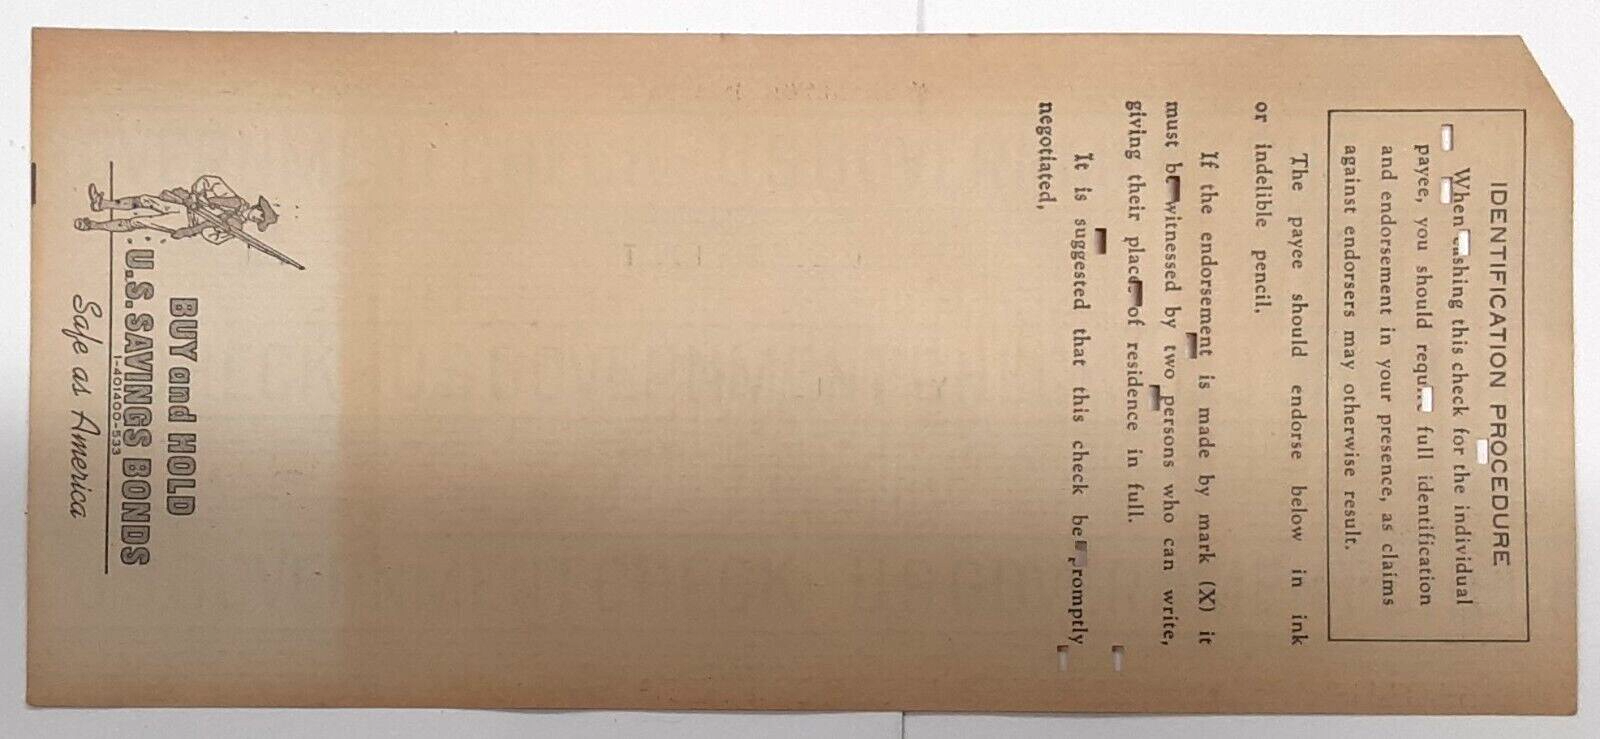 IDENTIFICATION PROCEDURE
When cashing this check for the individual
payee, you should require full identification
and endorsement in your presence, as claims
against endorsers may otherwise result.
The payee should endorse below in ink
or indelible pencil.
If the endorsement is made by mark (X) it
must be witnessed by two persons who can write,
giving their place of residence in full.
It is suggested that this check be promptly
negotiated.
BUY and HOLD
U.S. SAVINGS BONDS
1-401400-533
Safe as America